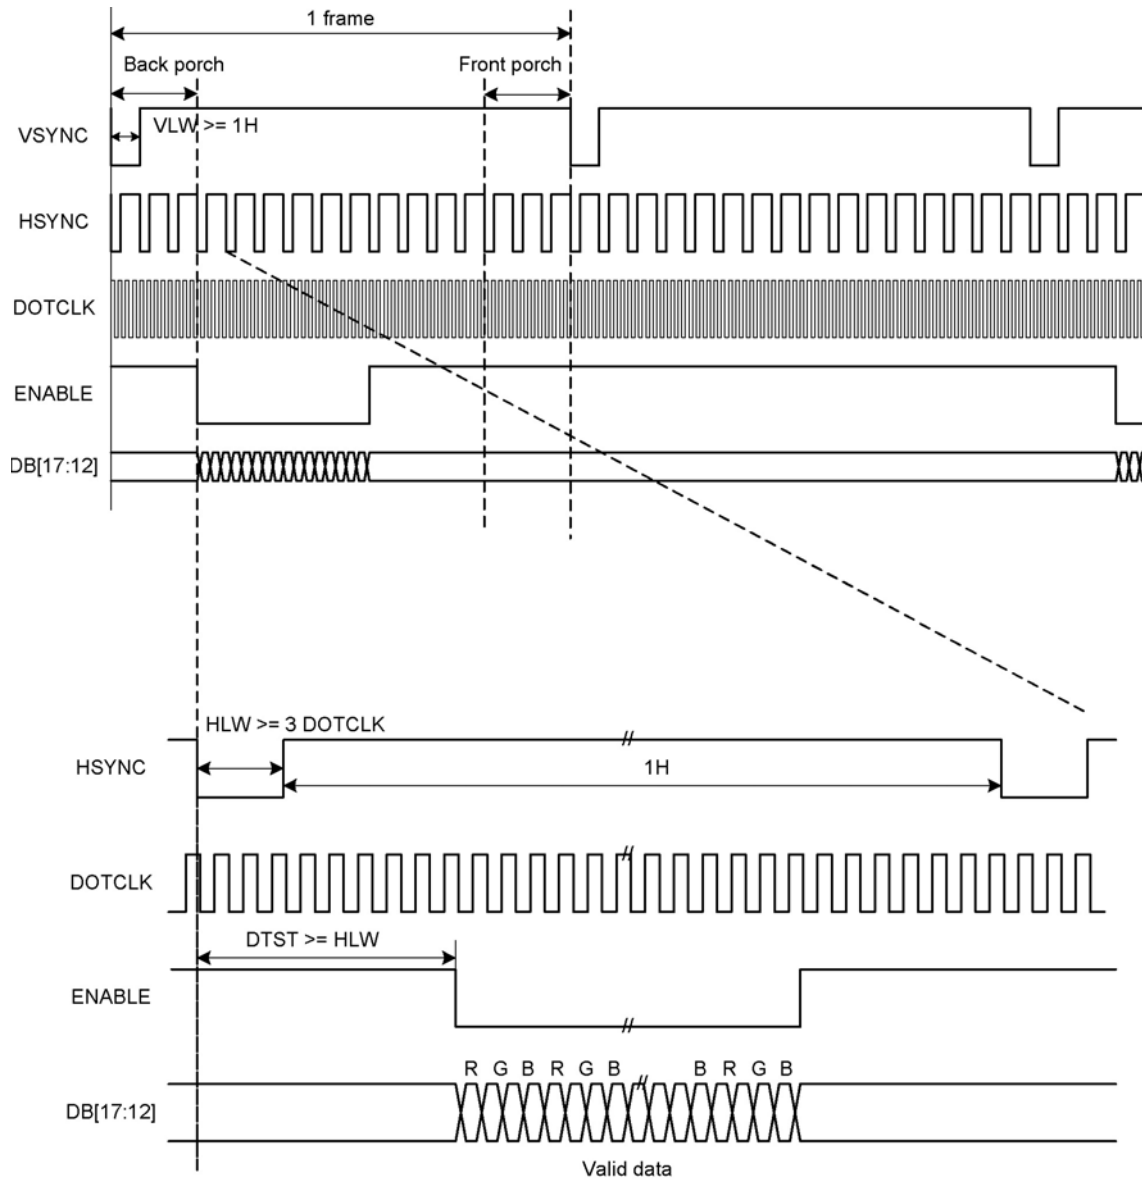 1 frame
Back porch
Front porch
VSYNC
VLW >= 1H
HSYNC
DOTCLK
ENABLE
DB[17:12]
HLW >= 3 DOTCLK
HSYNC
1H
//
DOTCLK
//
DTST >= HLW
ENABLE
//
R G B R G B B R G B
DB[17:12]
//
Valid data